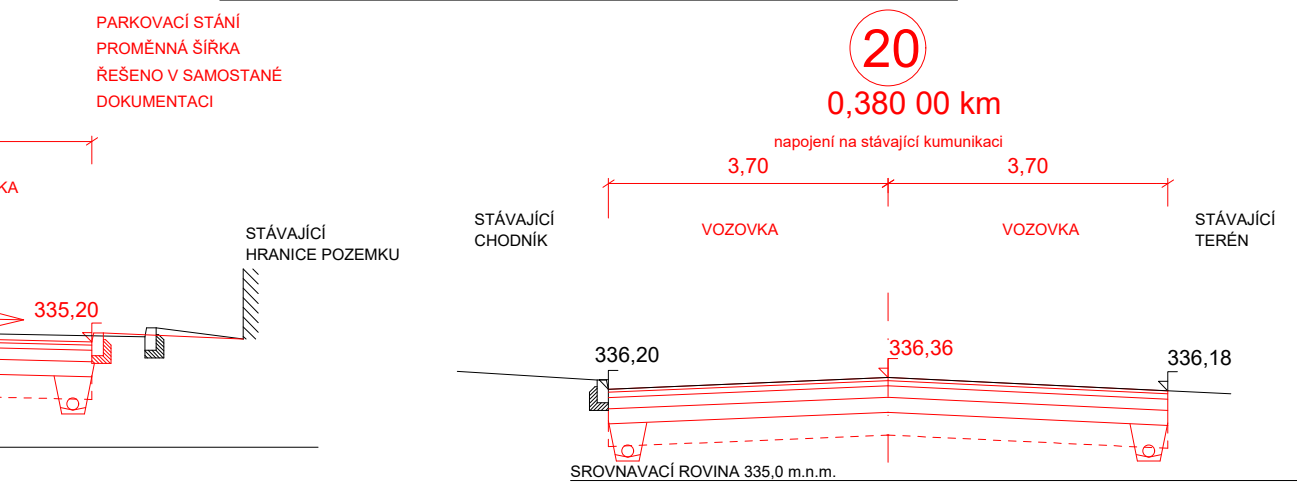 PARKOVACÍ STÁNÍ
PROMĚNNÁ ŠÍŘKA
ŘEŠENO V SAMOSTANÉ
DOKUMENTACI
KA
STÁVAJÍCÍ
HRANICE POZEMKU
335,20
20
0,380 00 km
napojení na stávající kumunikaci
3,70
3,70
STÁVAJÍCÍ
CHODNÍK
VOZOVKA
VOZOVKA
STÁVAJÍCÍ
TERÉN
336,20
336,36
336,18
SROVNAVACÍ ROVINA 335,0 m.n.m.